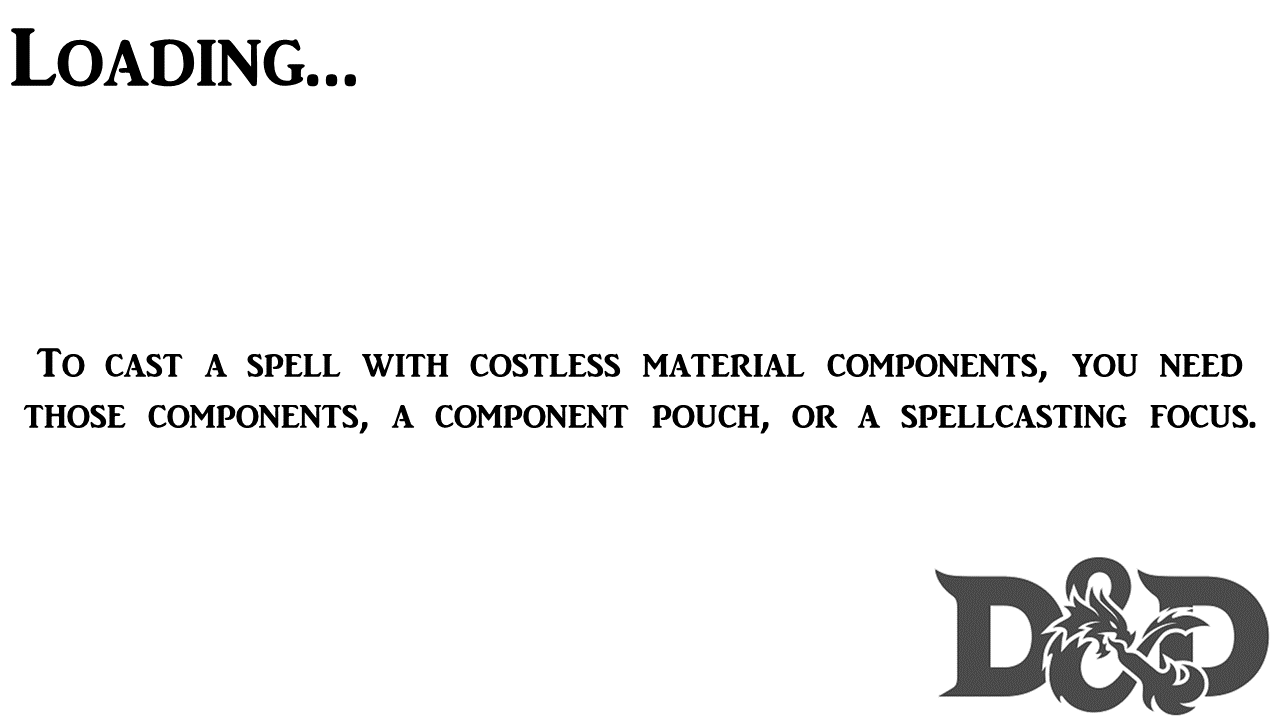 Loading...
To cast a spell with costless material components, you need
those components, a component pouch, or a spellcasting focus.
D&D